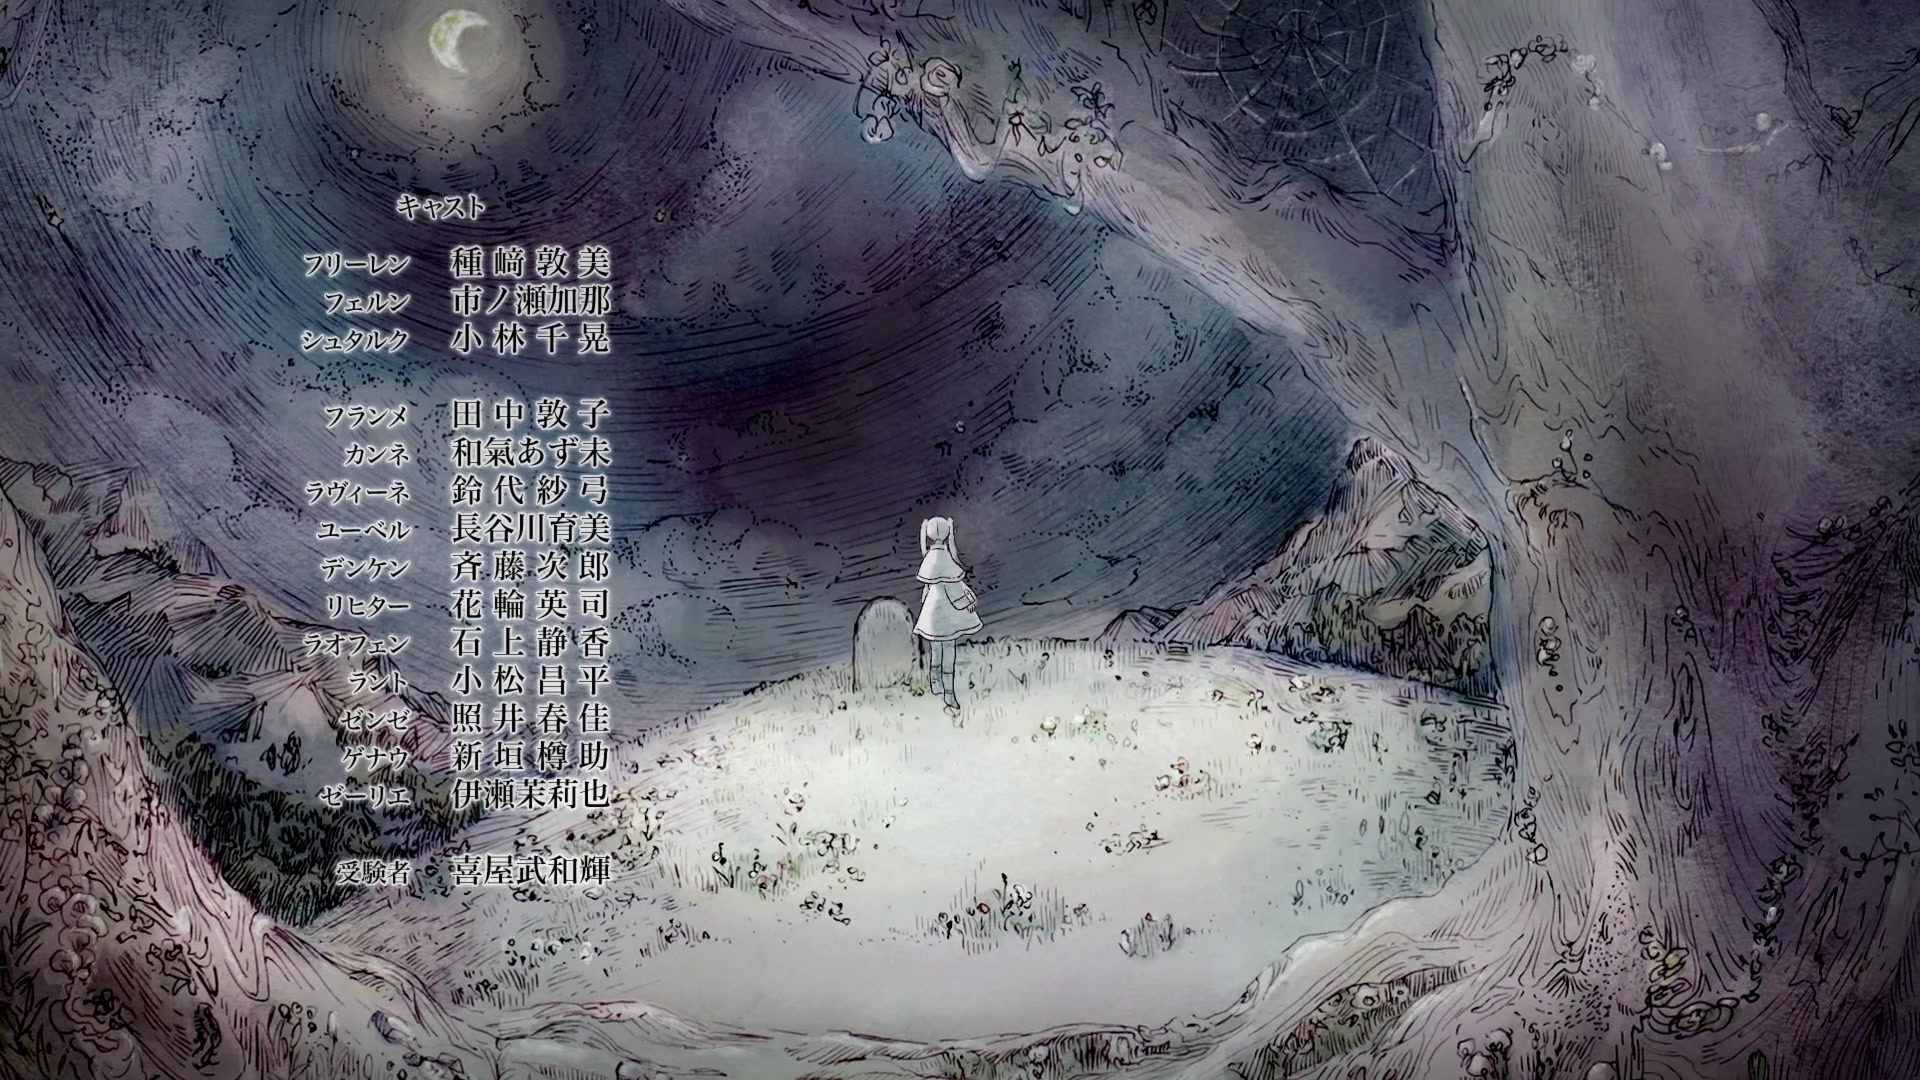 キャスト
フリーレン 種﨑敦美
フェルン 市ノ瀬加那
シュタルク 小林千晃
フランメ 田中敦子
カンネ 和氣あず未
ラヴィーネ 鈴代紗弓
ユーベル 長谷川育美
デンケン 斉藤次郎
リヒター 花輪英司
ラオフェン 石上静香
ラント 小松昌平
ゼンゼ 照井春佳
ゲナウ 新垣樽助
ゼーリエ 伊瀬茉莉也
受験者 喜屋武和輝